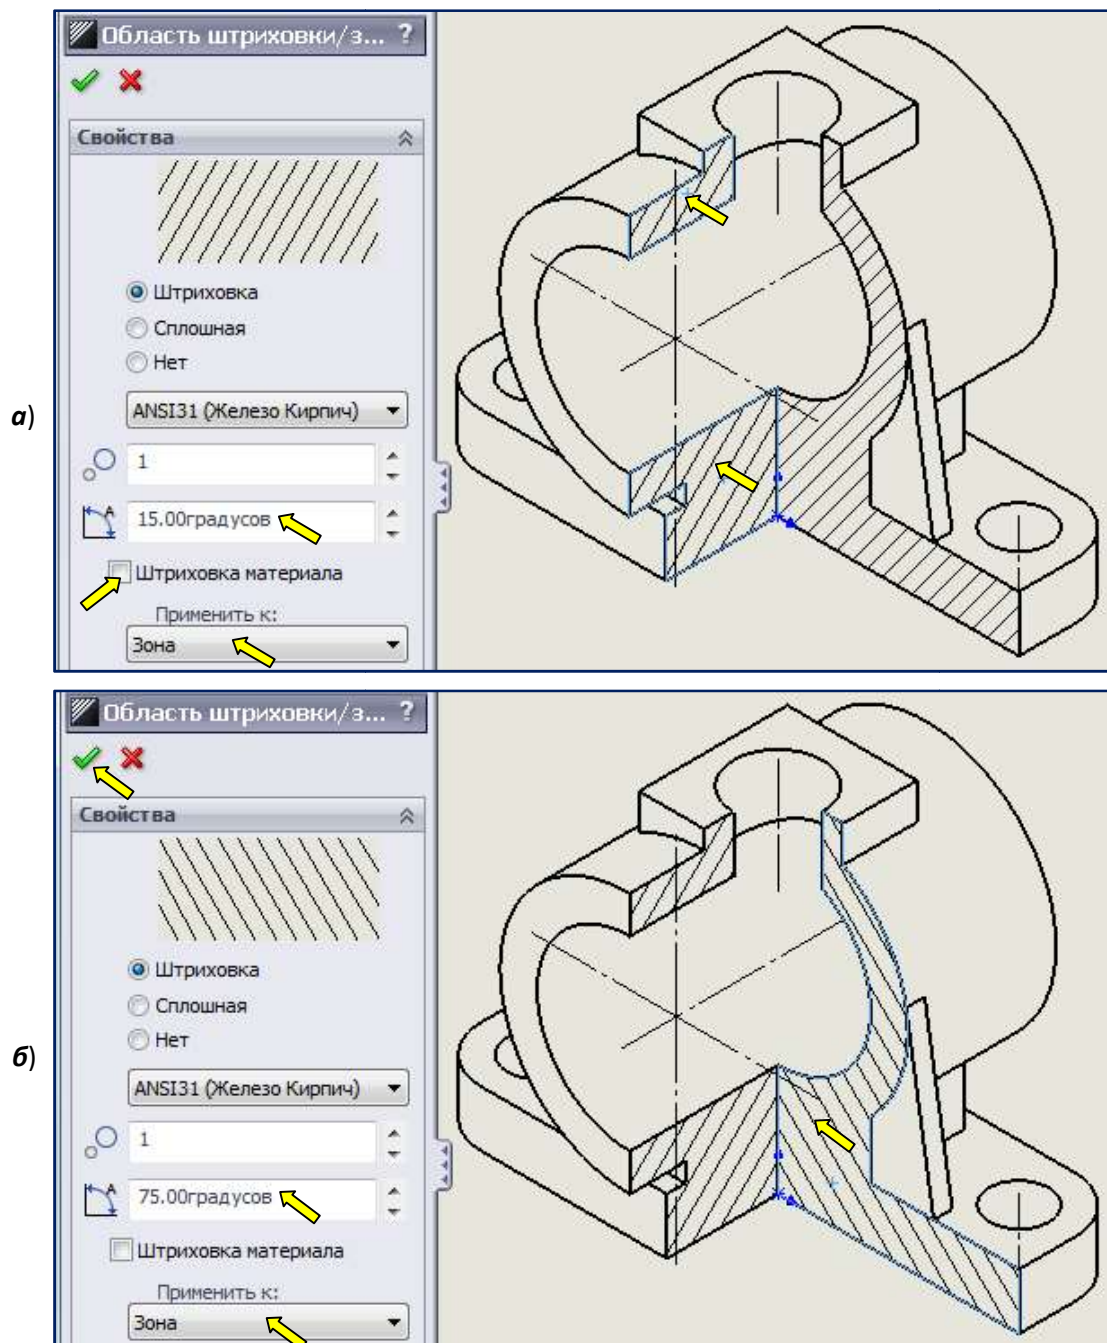 Область штриховки/з... ?
Свойства
Штриховка
Сплошная
Нет
ANSI31 (Железо Кирпич)
1
а)
A
15.00градусов
Штриховка материала
Применить к:
Зона
Область штриховки/з... ?
Свойства
Штриховка
Сплошная
Нет
б)
ANSI31 (Железо Кирпич)
1
A
75.00градусов
Штриховка материала
Применить к:
Зона